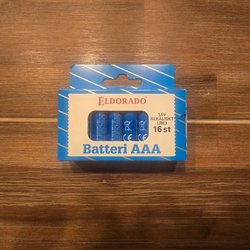 ELDORADO
1.5V
ALKALISKT
LR03
16 st
Batteri AAA